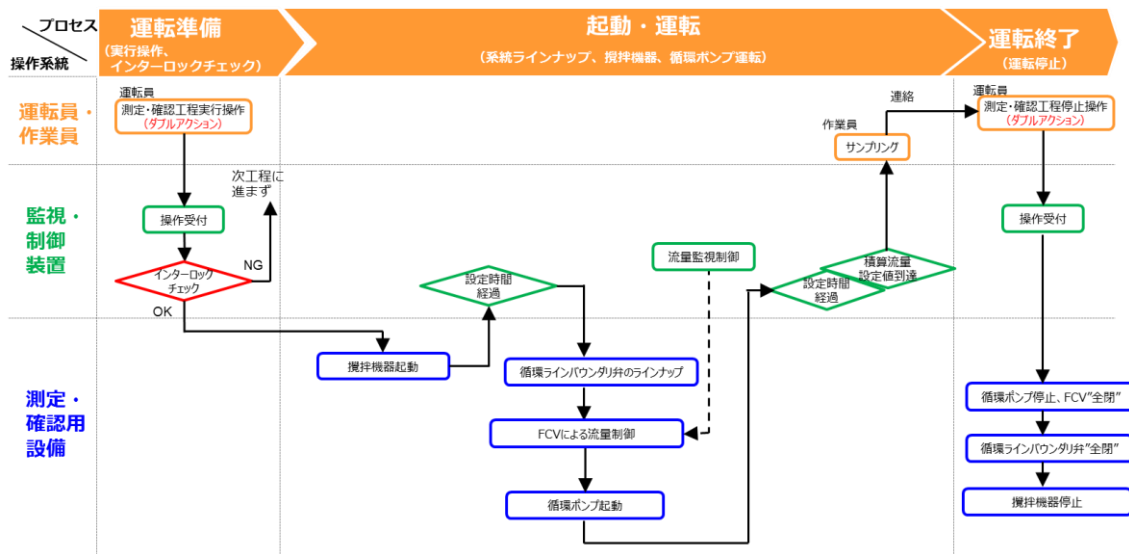 プロセス
操作系統
運転準備
(実行操作、
インターロックチェック)
起動・運転
(系統ラインナップ、攪拌機器、循環ポンプ運転)
運転終了
(運転停止)
運転員・
作業員
運転員
測定・確認工程実行操作
(ダブルアクション)
連絡
作業員
サンプリング
運転員
測定・確認工程停止操作
(ダブルアクション)
監視・
制御
装置
次工程に
進まず
操作受付
インターロック
チェック
NG
OK
設定時間
経過
流量監視制御
設定時間
経過
積算流量
設定値到達
操作受付
測定・
確認用
設備
攪拌機器起動
循環ラインバウンダリ弁のラインナップ
FCVによる流量制御
循環ポンプ起動
循環ポンプ停止、FCV"全閉"
循環ラインバウンダリ弁"全閉"
攪拌機器停止